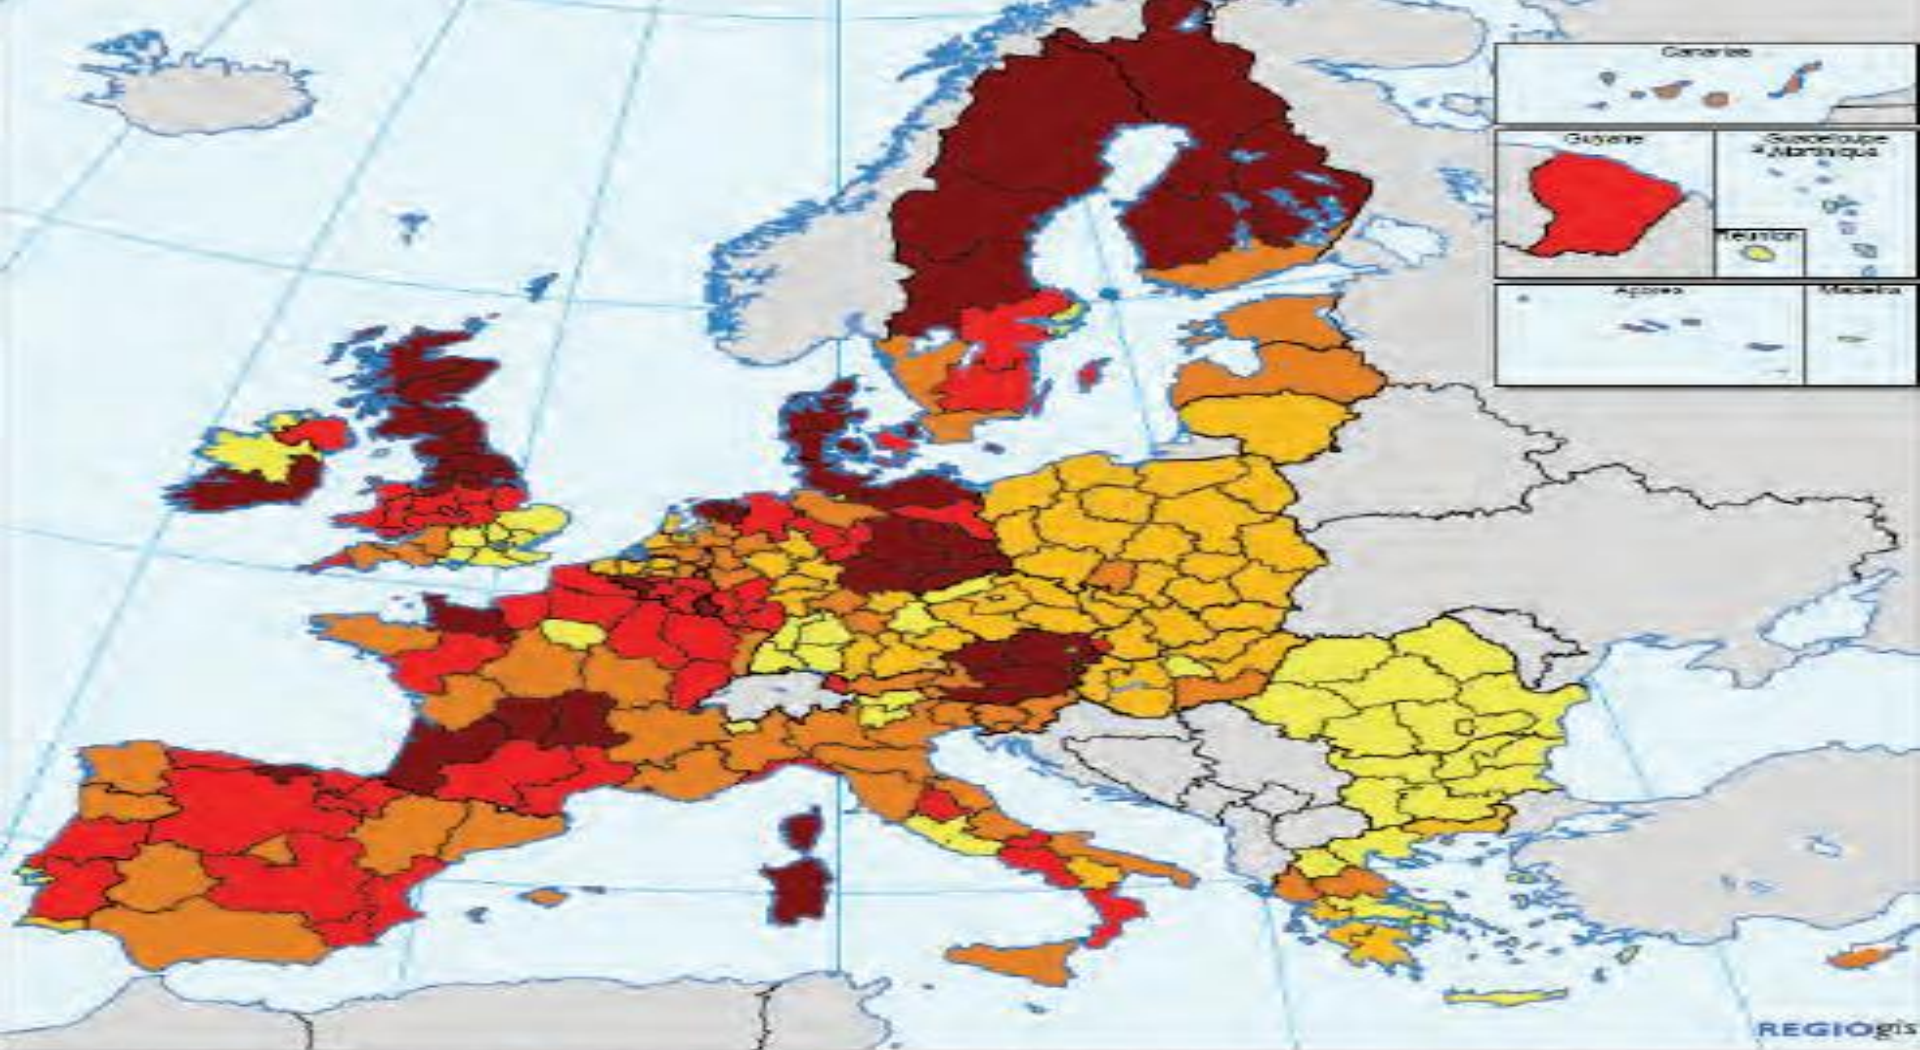 Canarias
Guyane
Guadeloupe
Martinique
Réunion
Açores
Madeira
REGIOgis